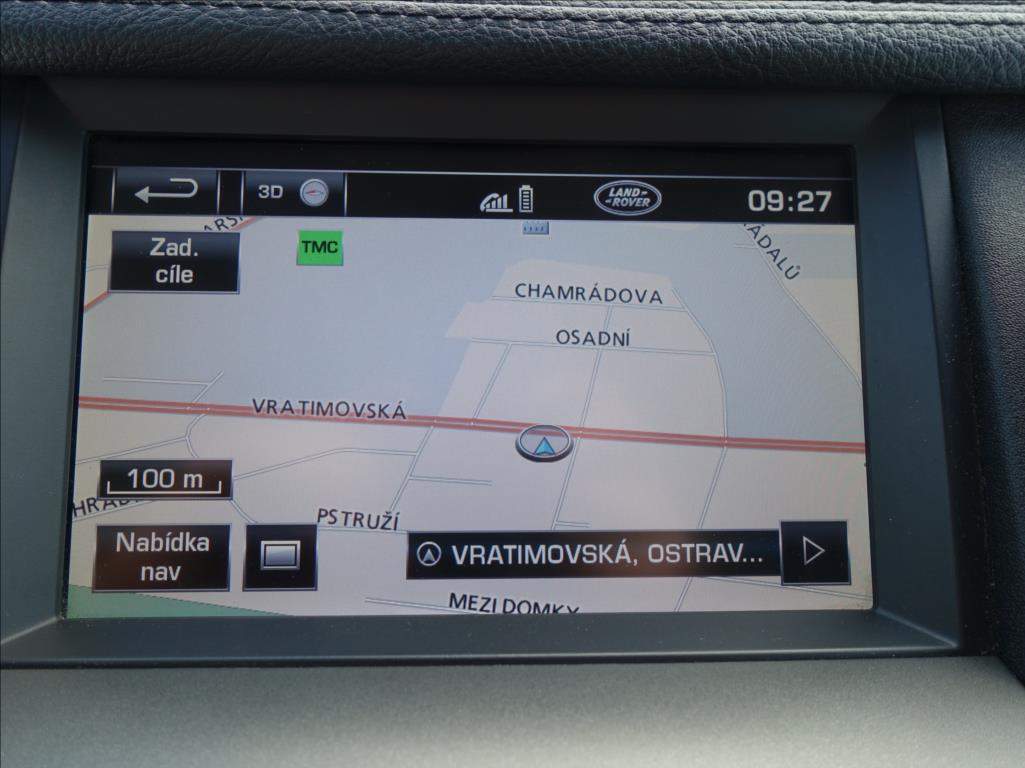 3D
LAND-
-ROVER
09:27
Zad.
cíle
TMC
CHAMRÁDOVA
OSADNÍ
VRATIMOVSKÁ
100 m
PSTRUŽÍ
Nabídka
nav
VRATIMOVSKÁ, OSTRAV...
MEZI DOMKY